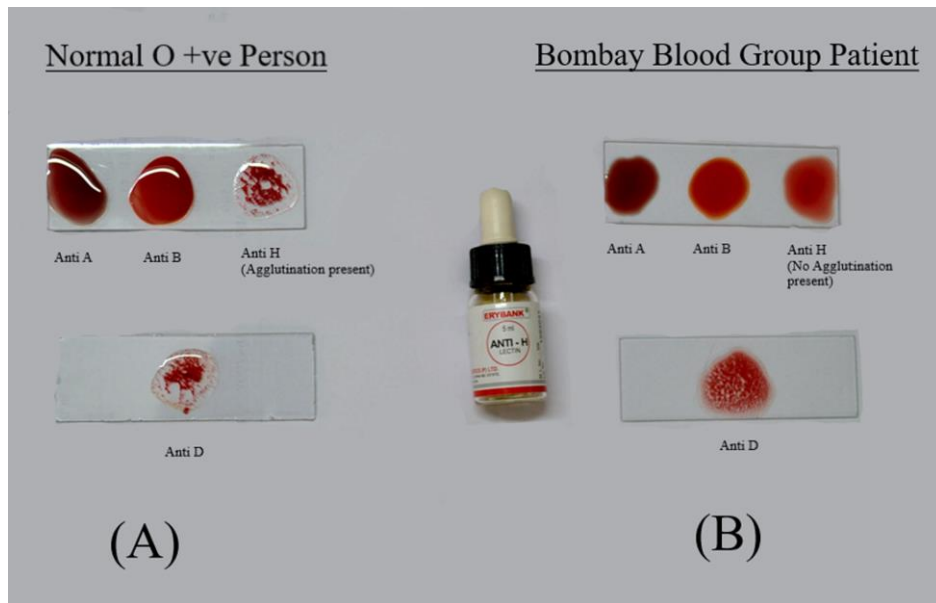 Normal O +ve Person
Bombay Blood Group Patient
Anti A
Anti B
Anti H
(Agglutination present)
Anti A
Anti B
Anti H
(No Agglutination
present)
ERYBANK
5 ml
ANTI - H
LECTIN
Anti D
Anti D
(A)
(B)